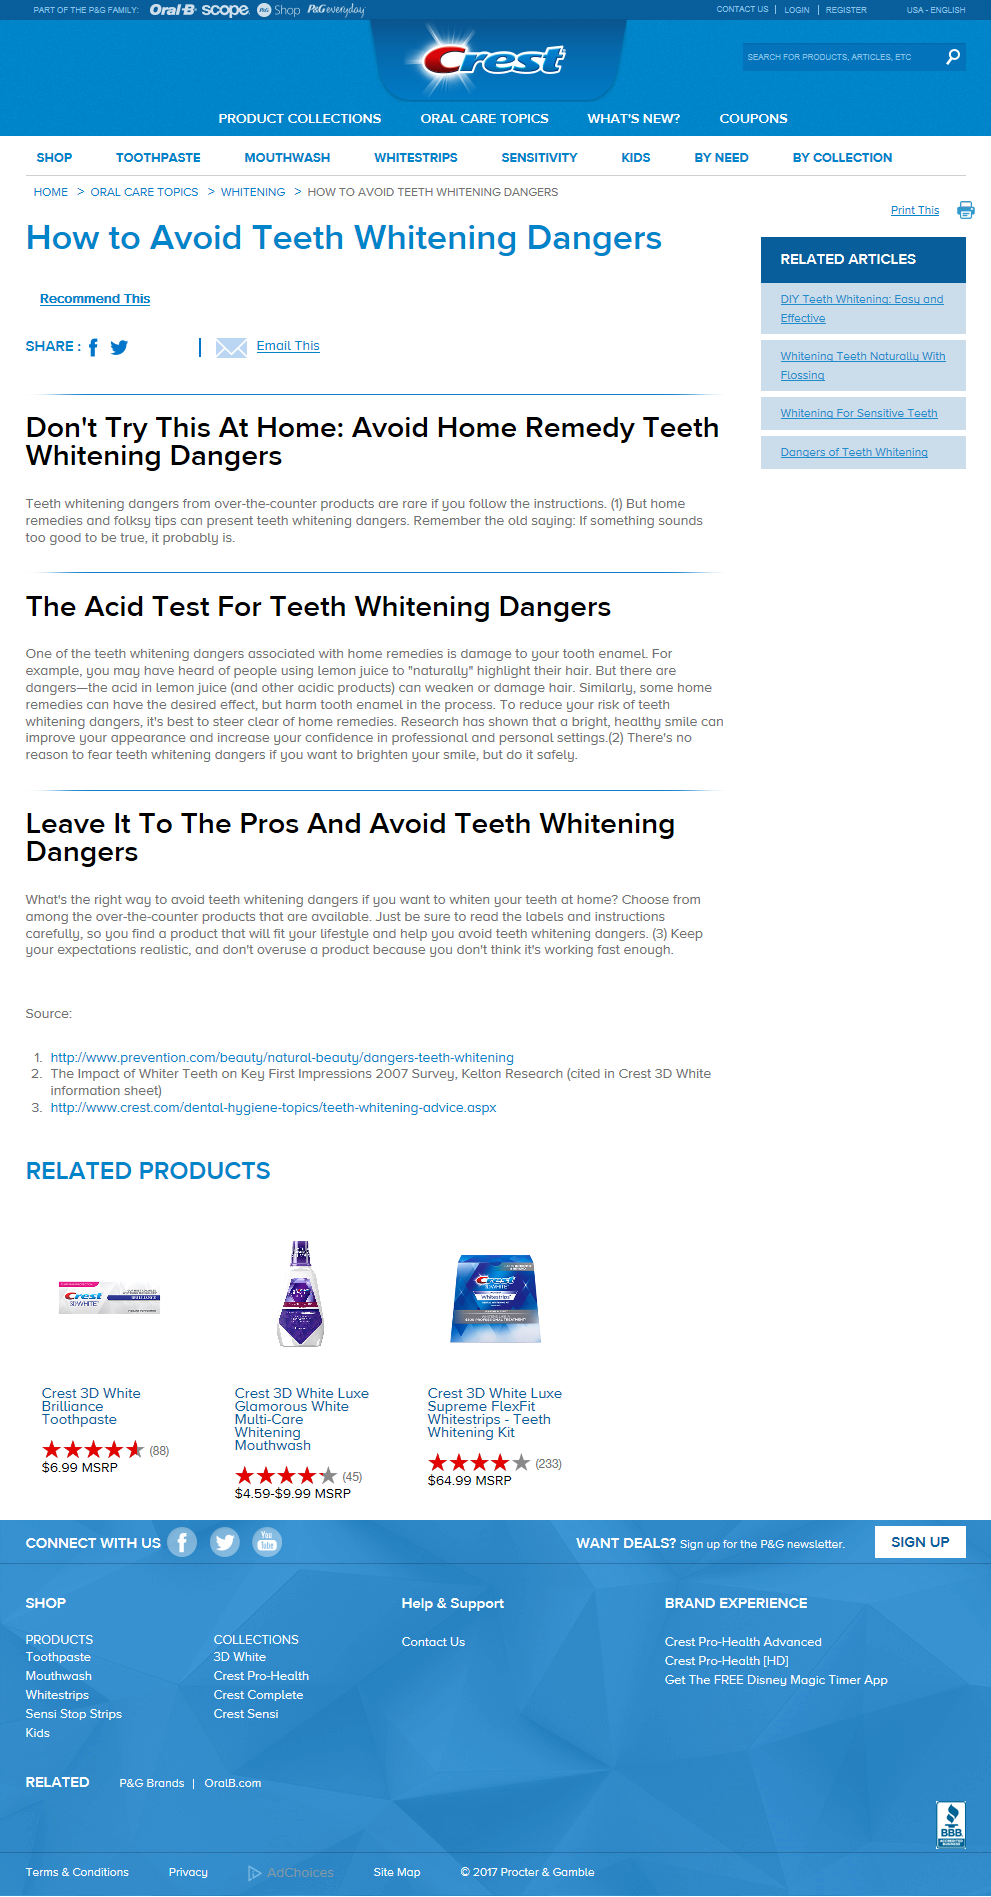 PART OF THE P&G FAMILY: Oral-B scope P&G Shop P&G everyday
CONTACT US | LOGIN | REGISTER USA - ENGLISH
Crest
SEARCH FOR PRODUCTS, ARTICLES, ETC
PRODUCT COLLECTIONS ORAL CARE TOPICS WHAT'S NEW? COUPONS
SHOP TOOTHPASTE MOUTHWASH WHITESTRIPS SENSITIVITY KIDS BY NEED BY COLLECTION
HOME > ORAL CARE TOPICS > WHITENING > HOW TO AVOID TEETH WHITENING DANGERS
Print This
How to Avoid Teeth Whitening Dangers
Recommend This
SHARE : | Email This
RELATED ARTICLES
DIY Teeth Whitening: Easy and
Effective
Whitening Teeth Naturally With
Flossing
Whitening For Sensitive Teeth
Dangers of Teeth Whitening
Don't Try This At Home: Avoid Home Remedy Teeth
Whitening Dangers
Teeth whitening dangers from over-the-counter products are rare if you follow the instructions. (1) But home
remedies and folksy tips can present teeth whitening dangers. Remember the old saying: If something sounds
too good to be true, it probably is.
The Acid Test For Teeth Whitening Dangers
One of the teeth whitening dangers associated with home remedies is damage to your tooth enamel. For
example, you may have heard of people using lemon juice to "naturally" highlight their hair. But there are
dangers—the acid in lemon juice (and other acidic products) can weaken or damage hair. Similarly, some home
remedies can have the desired effect, but harm tooth enamel in the process. To reduce your risk of teeth
whitening dangers, it's best to steer clear of home remedies. Research has shown that a bright, healthy smile can
improve your appearance and increase your confidence in professional and personal settings.(2) There's no
reason to fear teeth whitening dangers if you want to brighten your smile, but do it safely.
Leave It To The Pros And Avoid Teeth Whitening
Dangers
What's the right way to avoid teeth whitening dangers if you want to whiten your teeth at home? Choose from
among the over-the-counter products that are available. Just be sure to read the labels and instructions
carefully, so you find a product that will fit your lifestyle and help you avoid teeth whitening dangers. (3) Keep
your expectations realistic, and don't overuse a product because you don't think it's working fast enough.
Source:
1. http://www.prevention.com/beauty/natural-beauty/dangers-teeth-whitening
2. The Impact of Whiter Teeth on Key First Impressions 2007 Survey, Kelton Research (cited in Crest 3D White
information sheet)
3. http://www.crest.com/dental-hygiene-topics/teeth-whitening-advice.aspx
RELATED PRODUCTS
Crest
3D WHITE
BRILLIANCE
Crest
3D WHITE
Whitestrips
Crest 3D White
Brilliance
Toothpaste
(88)
$6.99 MSRP
Crest 3D White Luxe
Glamorous White
Multi-Care
Whitening
Mouthwash
(45)
$4.59-$9.99 MSRP
Crest 3D White Luxe
Supreme FlexFit
Whitestrips - Teeth
Whitening Kit
(233)
$64.99 MSRP
CONNECT WITH US You Tube
WANT DEALS? Sign up for the P&G newsletter. SIGN UP
SHOP
PRODUCTS
Toothpaste
Mouthwash
Whitestrips
Sensi Stop Strips
Kids
COLLECTIONS
3D White
Crest Pro-Health
Crest Complete
Crest Sensi
Help & Support
Contact Us
BRAND EXPERIENCE
Crest Pro-Health Advanced
Crest Pro-Health [HD]
Get The FREE Disney Magic Timer App
RELATED P&G Brands | OralB.com
BBB
ACCREDITED
BUSINESS
Terms & Conditions Privacy AdChoices Site Map © 2017 Procter & Gamble